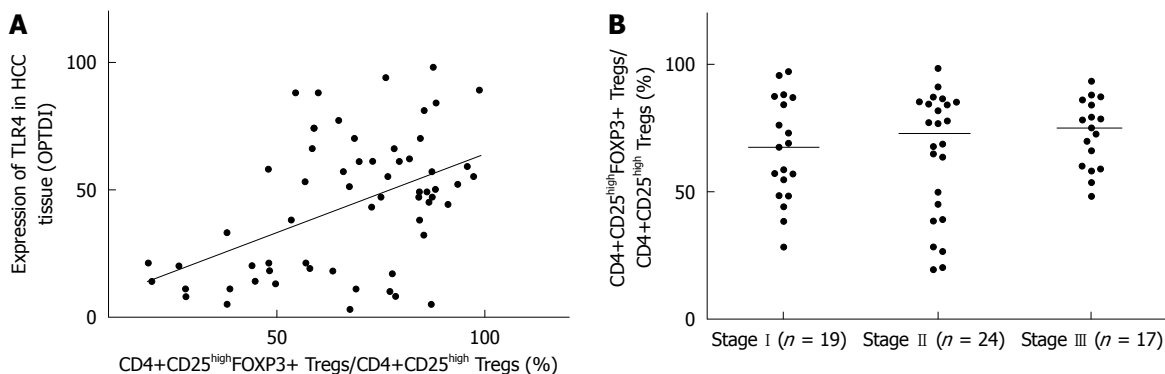 A
Expression of TLR4 in HCC
tissue (OPTDI)
100
50
0
50
100
CD4+CD25highFOXP3+ Tregs/CD4+CD25high Tregs (%)
B
CD4+CD25highFOXP3+ Tregs/
CD4+CD25high Tregs (%)
100
50
0
Stage Ⅰ (n = 19)
Stage Ⅱ (n = 24)
Stage Ⅲ (n = 17)